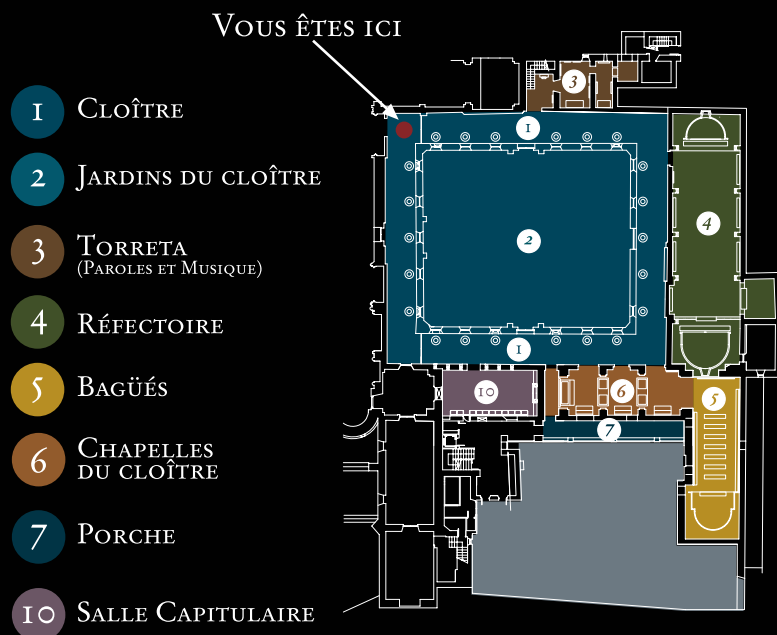 Vous êtes ici
1 Cloître
2 Jardins du cloître
3 Torreta
(Paroles et Musique)
4 Réfectoire
5 Bagüés
6 Chapelles
du cloître
7 Porche
10 Salle Capitulaire
3
1
4
2
1
10
6
5
7